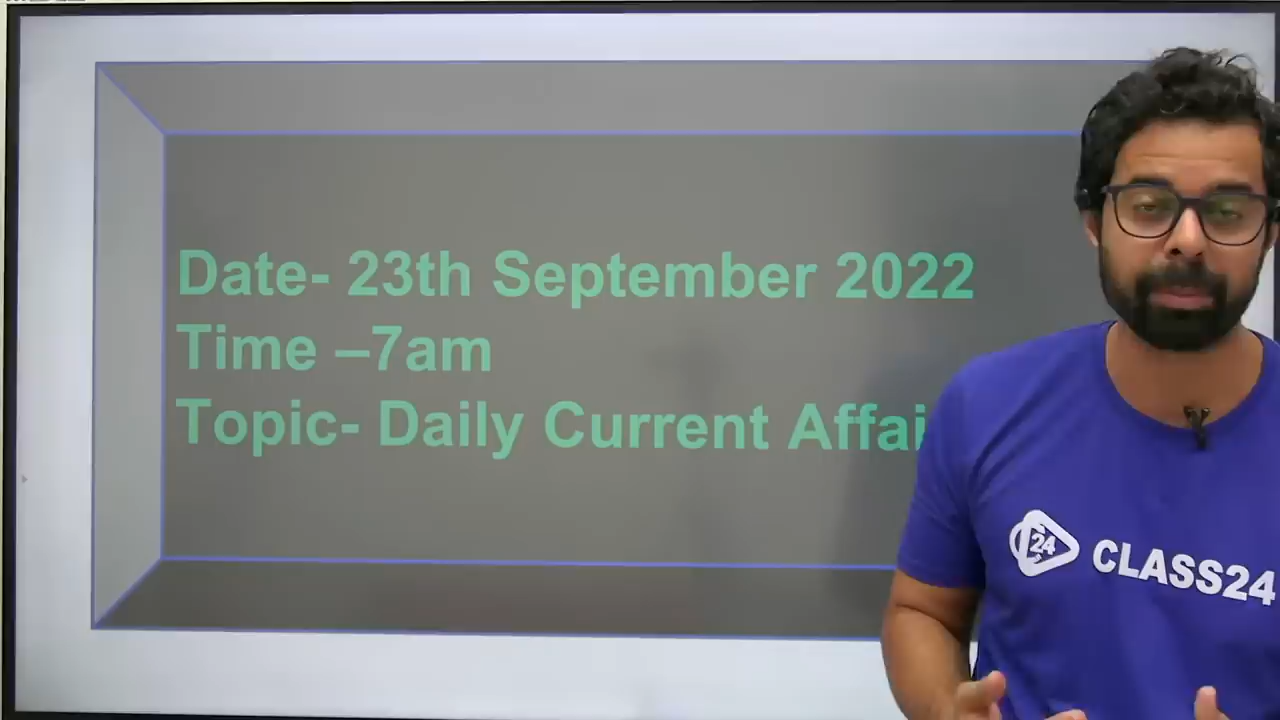 Date- 23th September 2022
Time –7am
Topic- Daily Current Affai
24
CLASS24